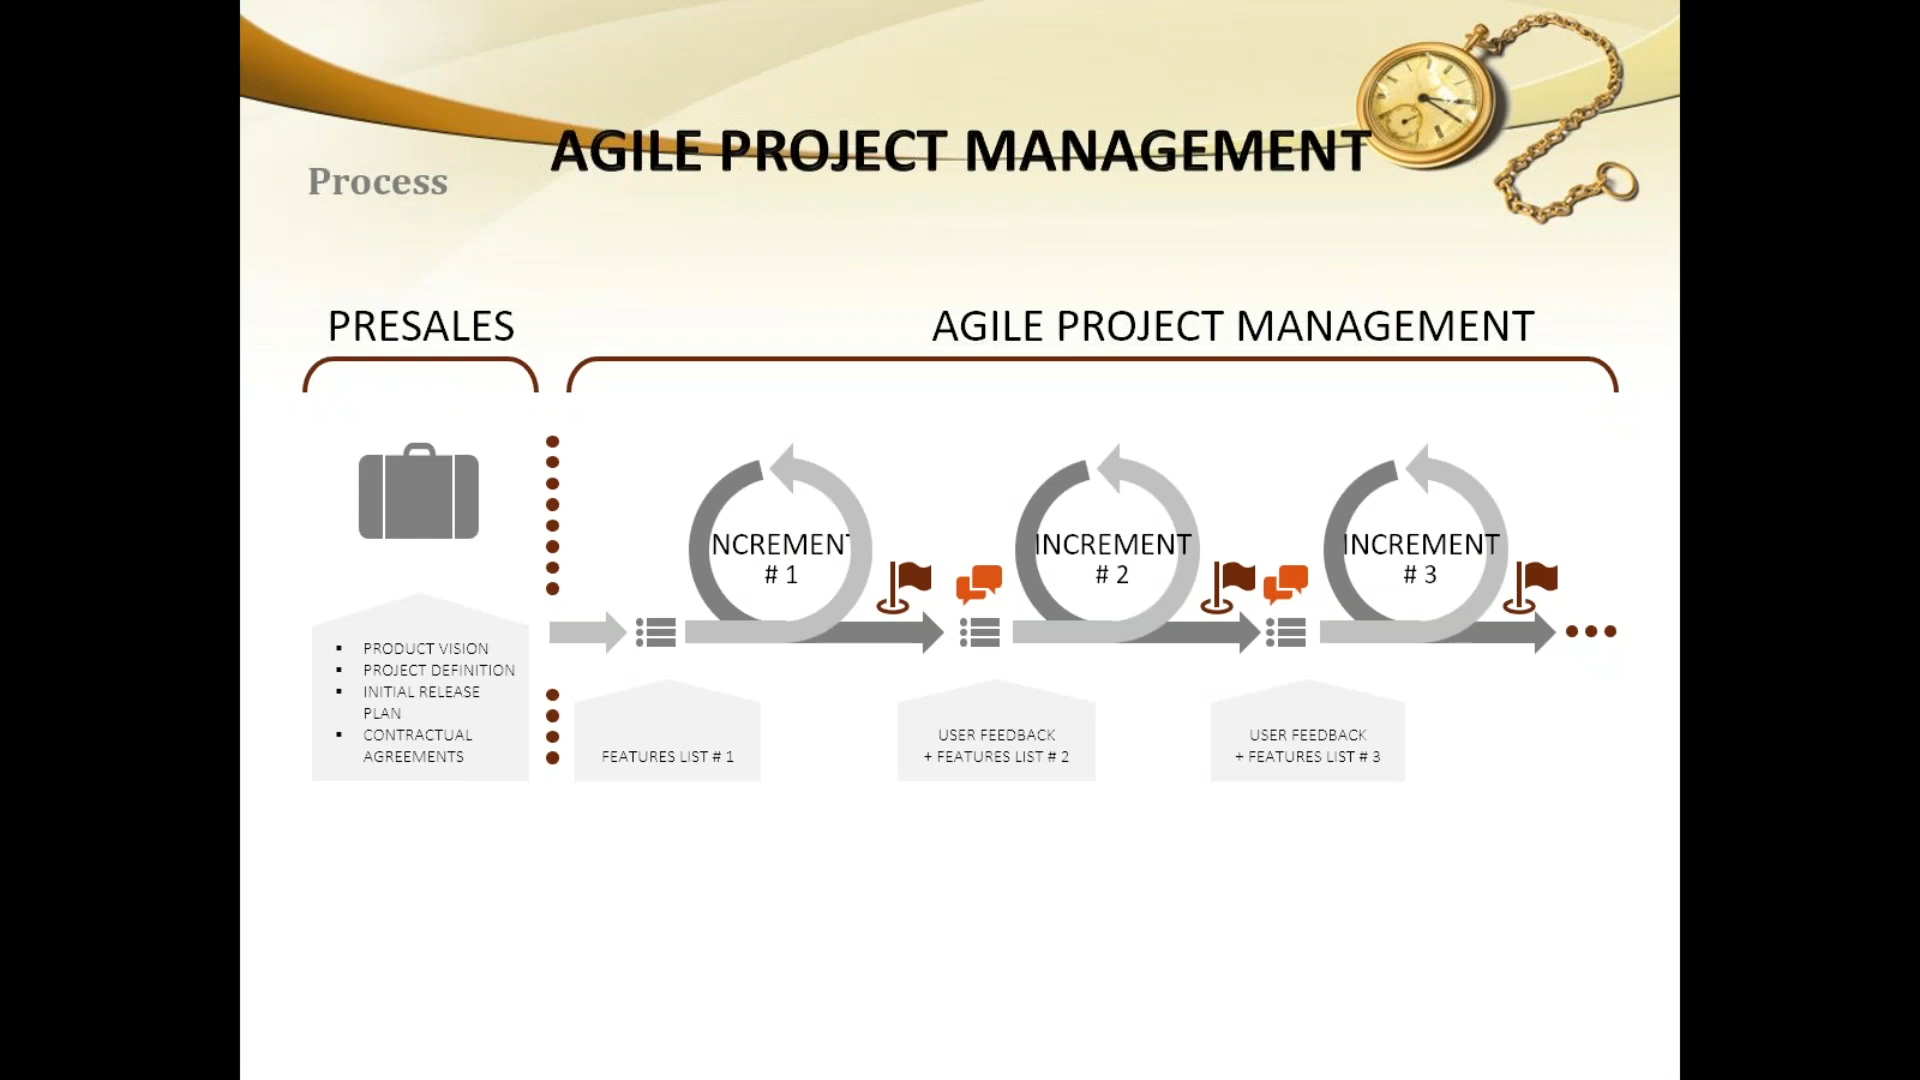 AGILE PROJECT MANAGEMENT
Process
PRESALES
AGILE PROJECT MANAGEMENT
INCREMENT
# 1
INCREMENT
# 2
INCREMENT
# 3
▪ PRODUCT VISION
▪ PROJECT DEFINITION
▪ INITIAL RELEASE
PLAN
▪ CONTRACTUAL
AGREEMENTS
FEATURES LIST # 1
USER FEEDBACK
+ FEATURES LIST # 2
USER FEEDBACK
+ FEATURES LIST # 3